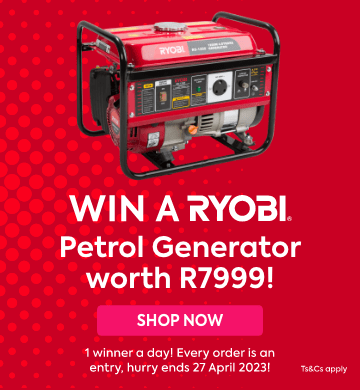 RYOBI
WIN A RYOBI®
Petrol Generator
worth R7999!
SHOP NOW
1 winner a day! Every order is an
entry, hurry ends 27 April 2023!
Ts&Cs apply